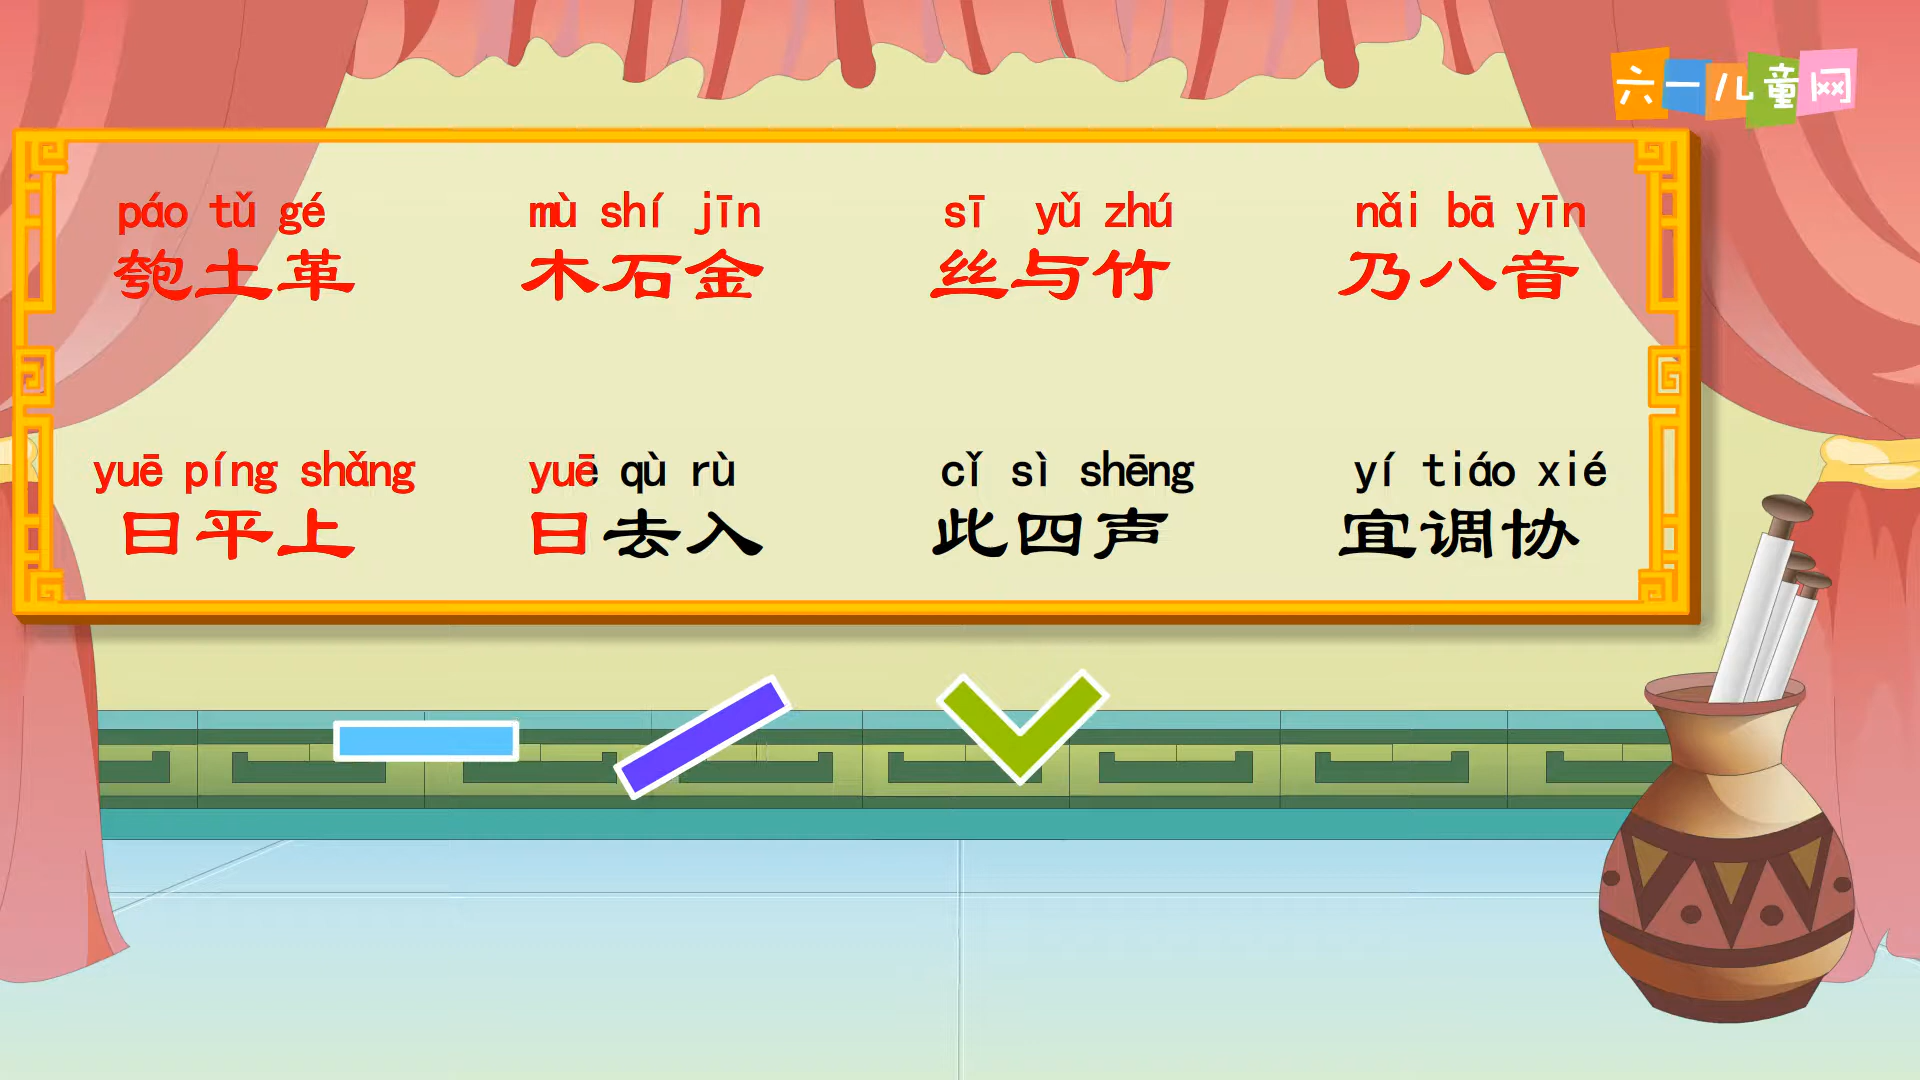 六一儿童网
páo tǔ gé mù shí jīn sī yǔ zhú nǎi bā yīn
匏土革 木石金 丝与竹 乃八音
yuē píng shǎng yuē qù rù cǐ sì shēng yí tiáo xié
曰平上 曰去入 此四声 宜调协